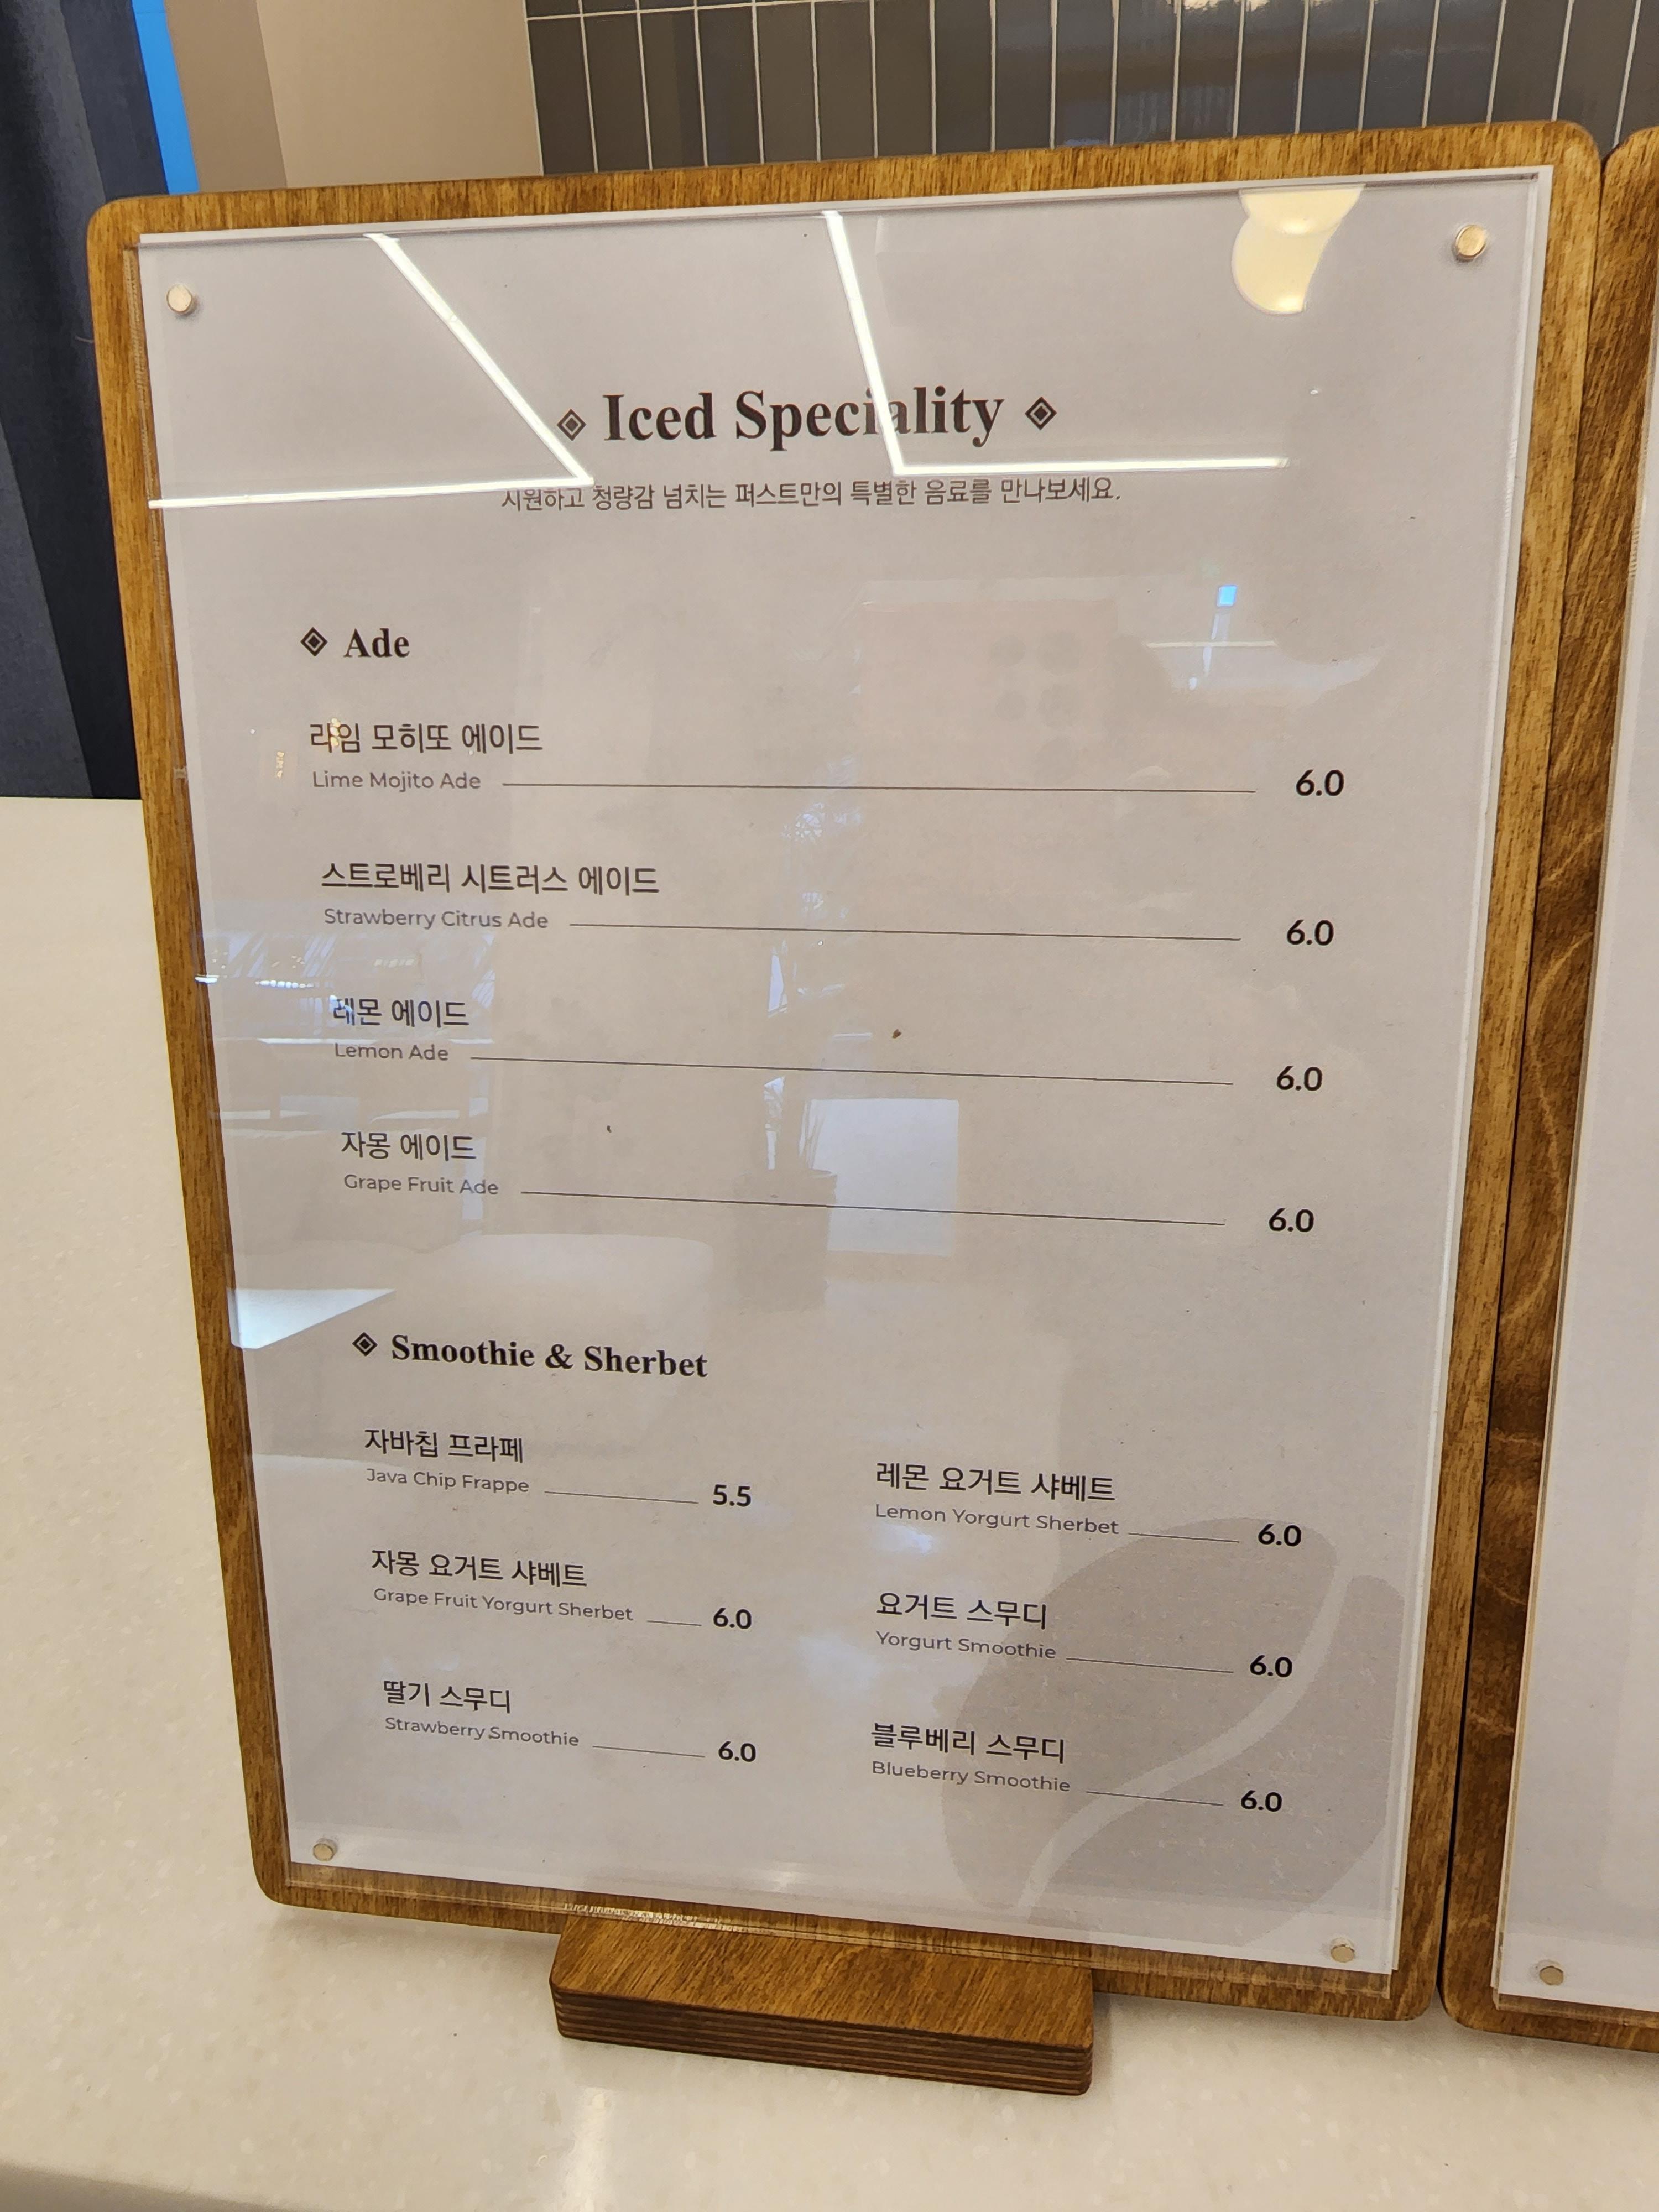 Iced Speciality
시원하고 청량감 넘치는 퍼스트만의 특별한 음료를 만나보세요.
Ade
라임 모히또 에이드
Lime Mojito Ade 6.0
스트로베리 시트러스 에이드
Strawberry Citrus Ade 6.0
레몬 에이드
Lemon Ade 6.0
자몽 에이드
Grape Fruit Ade 6.0
Smoothie & Sherbet
자바칩 프라페
Java Chip Frappe 5.5
자몽 요거트 샤베트
Grape Fruit Yorgurt Sherbet 6.0
딸기 스무디
Strawberry Smoothie 6.0
레몬 요거트 샤베트
Lemon Yorgurt Sherbet 6.0
요거트 스무디
Yorgurt Smoothie 6.0
블루베리 스무디
Blueberry Smoothie 6.0